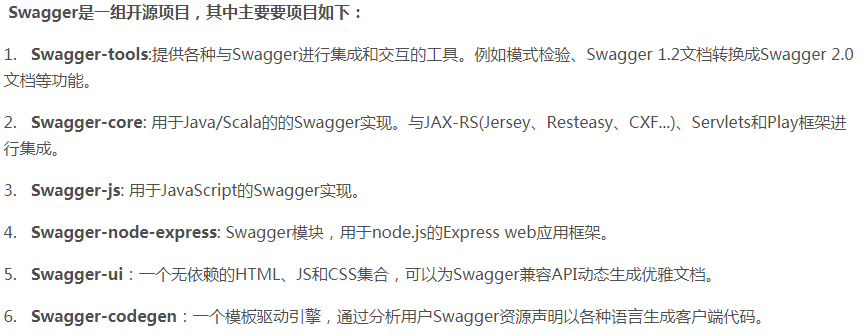 Swagger是一组开源项目，其中主要要项目如下：
1. Swagger-tools:提供各种与Swagger进行集成和交互的工具。例如模式检验、Swagger 1.2文档转换成Swagger 2.0
文档等功能。
2. Swagger-core: 用于Java/Scala的的Swagger实现。与JAX-RS(Jersey、Resteasy、CXF...)、Servlets和Play框架进
行集成。
3. Swagger-js: 用于JavaScript的Swagger实现。
4. Swagger-node-express: Swagger模块，用于node.js的Express web应用框架。
5. Swagger-ui：一个无依赖的HTML、JS和CSS集合，可以为Swagger兼容API动态生成优雅文档。
6. Swagger-codegen：一个模板驱动引擎，通过分析用户Swagger资源声明以各种语言生成客户端代码。